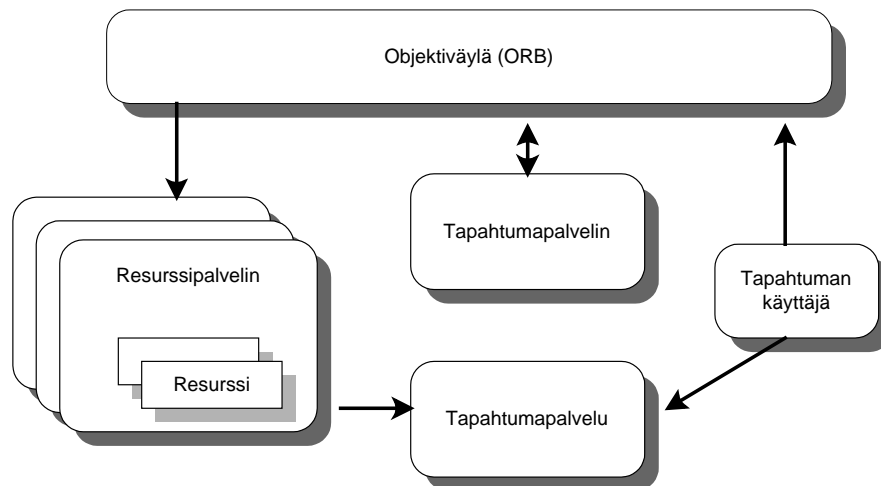 Objektiväylä (ORB)
Tapahtumapalvelin
Resurssipalvelin
Tapahtuman
käyttäjä
Resurssi
Tapahtumapalvelu